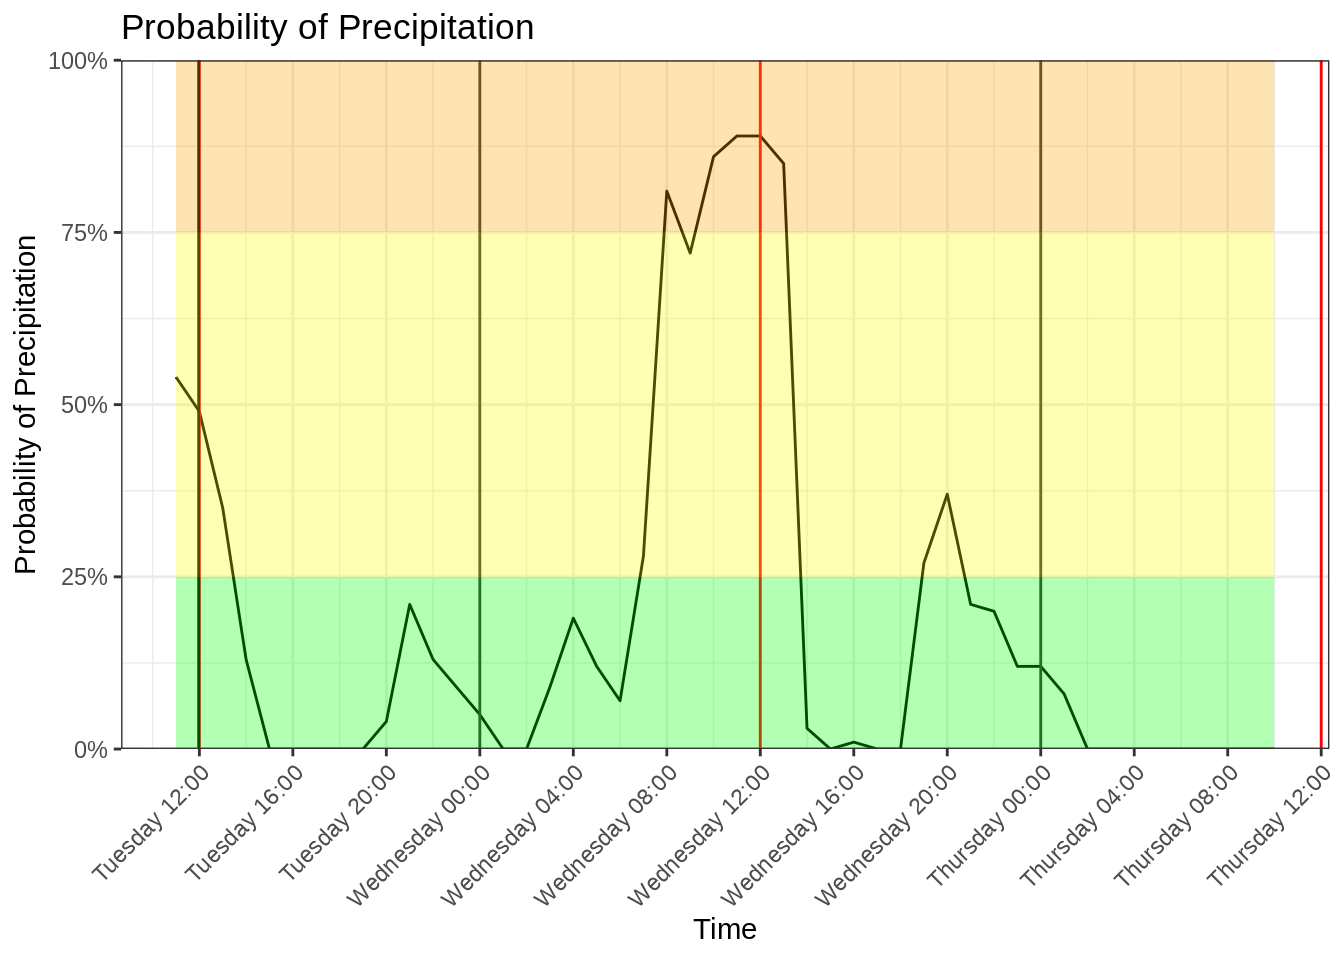 Probability of Precipitation
Probability of Precipitation
100%
75%
50%
25%
0%
Tuesday 12:00
Tuesday 16:00
Tuesday 20:00
Wednesday 00:00
Wednesday 04:00
Wednesday 08:00
Wednesday 12:00
Wednesday 16:00
Wednesday 20:00
Thursday 00:00
Thursday 04:00
Thursday 08:00
Thursday 12:00
Time